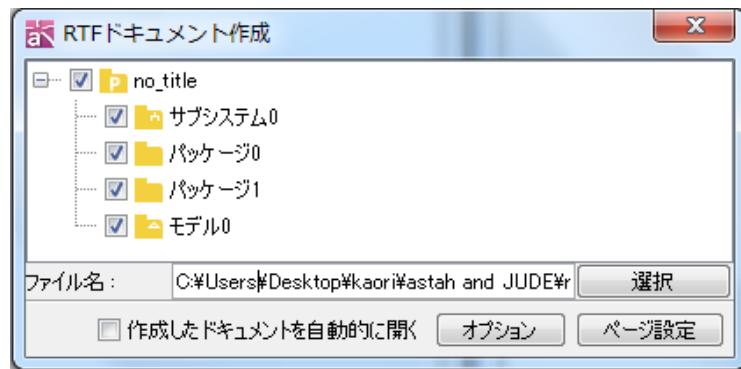 RTFドキュメント作成
no_title
サブシステム0
パッケージ0
パッケージ1
モデル0
ファイル名: C:¥Users¥Desktop¥kaori¥astah and JUDE¥r 選択
作成したドキュメントを自動的に開く オプション ページ設定